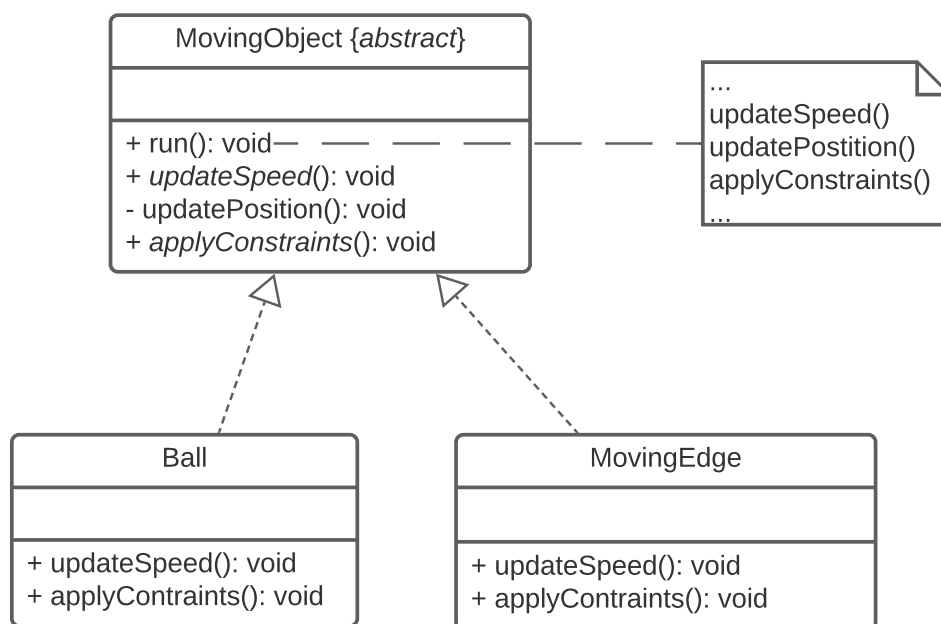 MovingObject {abstract}
+ run(): void
+ updateSpeed(): void
- updatePosition(): void
+ applyConstraints(): void
...
updateSpeed()
updatePostition()
applyConstraints()
...
Ball
+ updateSpeed(): void
+ applyContraints(): void
MovingEdge
+ updateSpeed(): void
+ applyContraints(): void